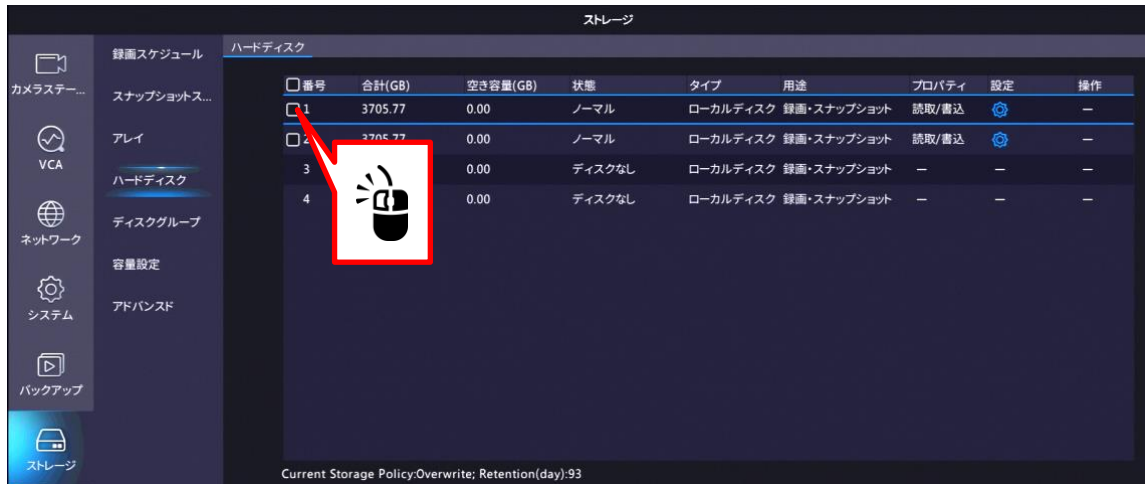 ストレージ
カメラステー...
VCA
ネットワーク
システム
バックアップ
ストレージ
録画スケジュール
スナップショットス...
アレイ
ハードディスク
ディスクグループ
容量設定
アドバンスド
ハードディスク
番号 合計(GB) 空き容量(GB) 状態 タイプ 用途 プロパティ 設定 操作
1 3705.77 0.00 ノーマル ローカルディスク 録画・スナップショット 読取/書込 –
2 3705.77 0.00 ノーマル ローカルディスク 録画・スナップショット 読取/書込 –
3 0.00 ディスクなし ローカルディスク 録画・スナップショット – – –
4 0.00 ディスクなし ローカルディスク 録画・スナップショット – – –
Current Storage Policy:Overwrite; Retention(day):93